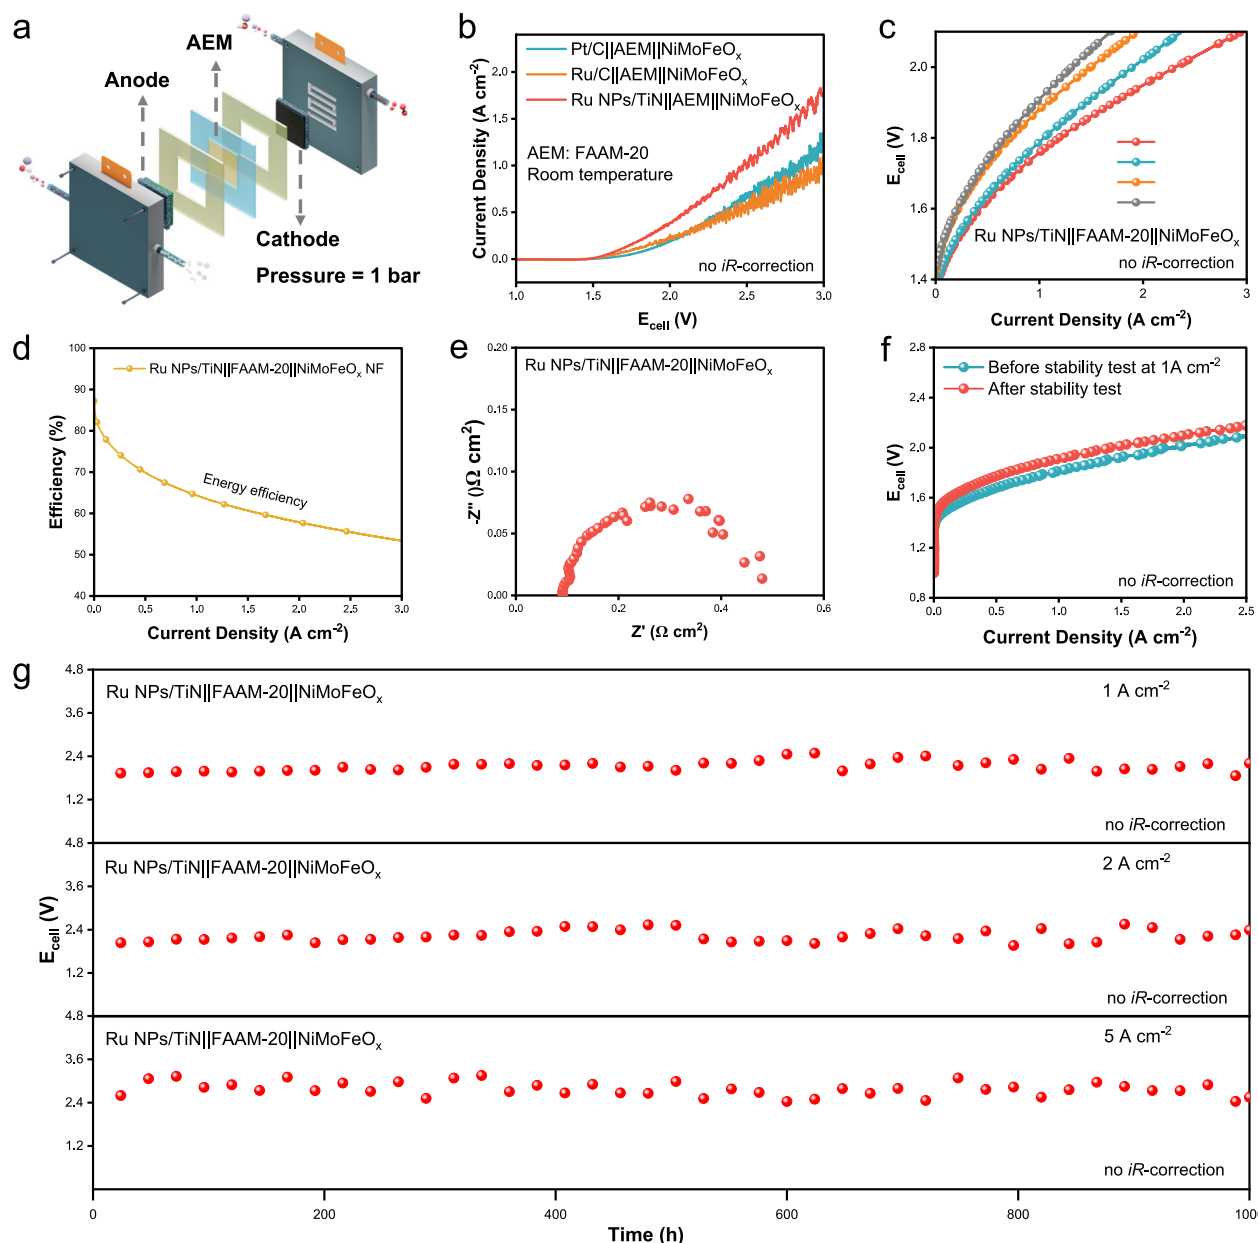 a
AEM
Anode
Cathode
Pressure = 1 bar
b
Pt/C||AEM||NiMoFeOx
Ru/C||AEM||NiMoFeOx
Ru NPs/TiN||AEM||NiMoFeOx
AEM: FAAM-20
Room temperature
no iR-correction
Current Density (A cm-2)
2.0
1.5
1.0
0.5
0.0
1.0 1.5 2.0 2.5 3.0
Ecell (V)
c
Ecell (V)
2.0
1.8
1.6
1.4
Ru NPs/TiN||FAAM-20||NiMoFeOx
no iR-correction
0 1 2 3
Current Density (A cm-2)
d
Efficiency (%)
100
90
80
70
60
50
40
Ru NPs/TiN||FAAM-20||NiMoFeOx NF
Energy efficiency
0.0 0.5 1.0 1.5 2.0 2.5 3.0
Current Density (A cm-2)
e
-Z'' ()Ω cm2)
-0.20
0.15
0.10
0.05
0.00
Ru NPs/TiN||FAAM-20||NiMoFeOx
0.0 0.2 0.4 0.6
Z' (Ω cm2)
f
Ecell (V)
2.8
2.4
2.0
1.6
1.2
0.8
Before stability test at 1A cm-2
After stability test
no iR-correction
0.0 0.5 1.0 1.5 2.0 2.5
Current Density (A cm-2)
g
Ecell (V)
4.8
3.6
2.4
1.2
Ru NPs/TiN||FAAM-20||NiMoFeOx
1 A cm-2
no iR-correction
4.8
3.6
2.4
1.2
Ru NPs/TiN||FAAM-20||NiMoFeOx
2 A cm-2
no iR-correction
4.8
3.6
2.4
1.2
Ru NPs/TiN||FAAM-20||NiMoFeOx
5 A cm-2
no iR-correction
0 200 400 600 800 1000
Time (h)